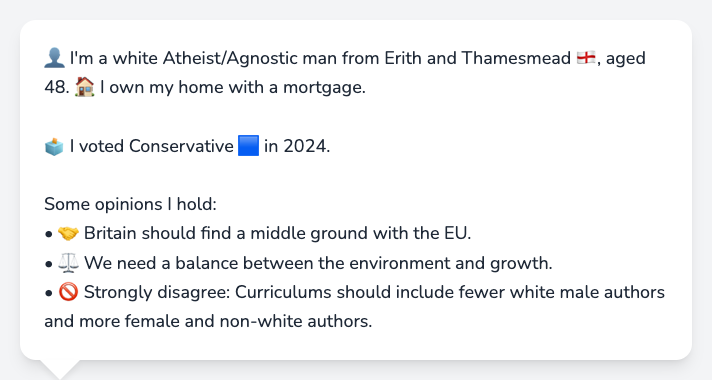 👤 I'm a white Atheist/Agnostic man from Erith and Thamesmead 🏴󠁧󠁢󠁥󠁮󠁧󠁿, aged
48. 🏠 I own my home with a mortgage.
🗳️ I voted Conservative 🟦 in 2024.
Some opinions I hold:
• 🤝 Britain should find a middle ground with the EU.
• ⚖️ We need a balance between the environment and growth.
• 🚫 Strongly disagree: Curriculums should include fewer white male authors
and more female and non-white authors.